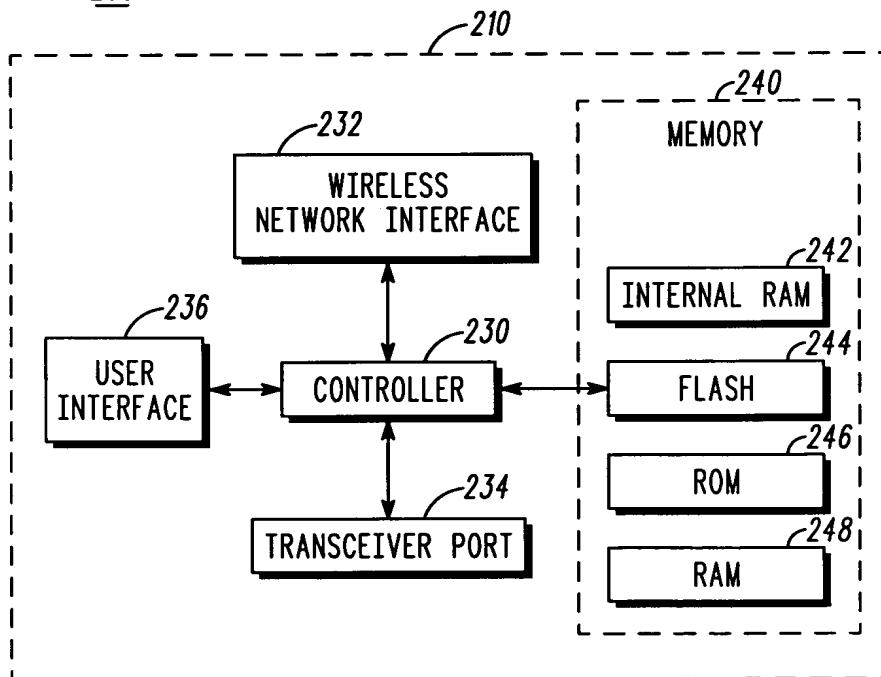 210
240
MEMORY
232
WIRELESS
NETWORK INTERFACE
242
INTERNAL RAM
236
USER
INTERFACE
230
CONTROLLER
244
FLASH
246
ROM
234
TRANSCEIVER PORT
248
RAM